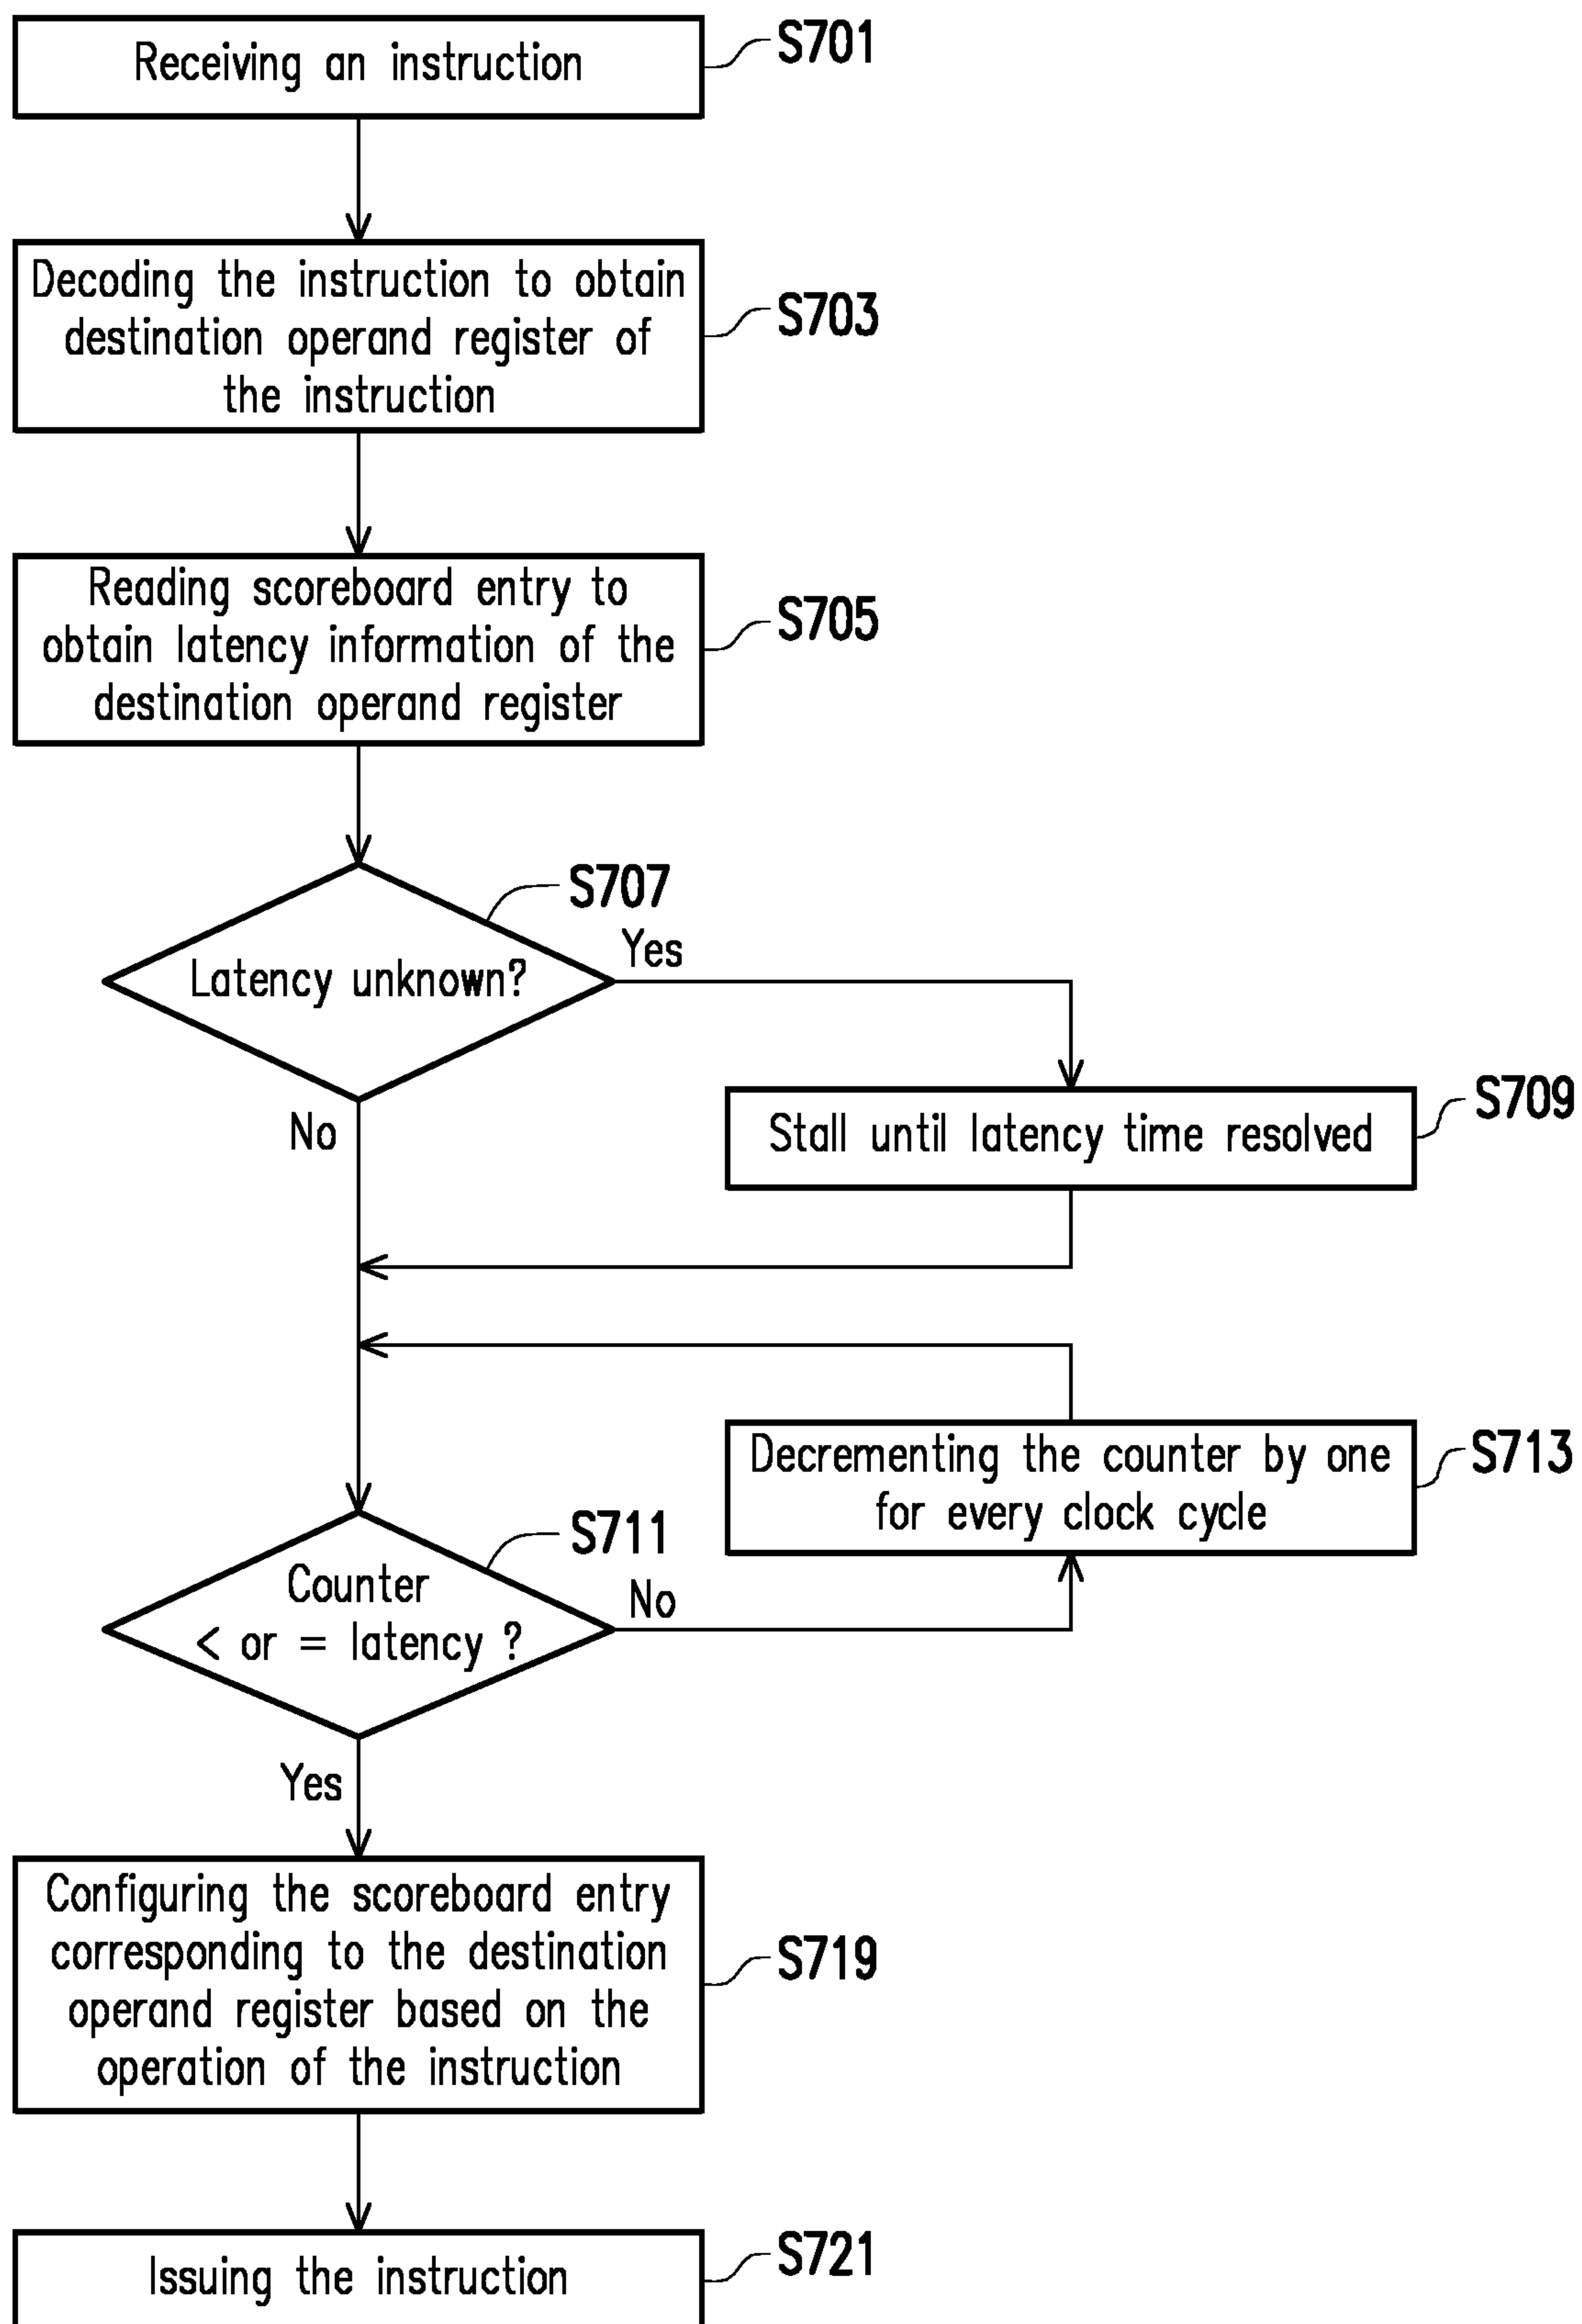 Receiving an instruction
S701
Decoding the instruction to obtain
destination operand register of
the instruction
S703
Reading scoreboard entry to
obtain latency information of the
destination operand register
S705
S707
Latency unknown?
Yes
No
Stall until latency time resolved
S709
Decrementing the counter by one
for every clock cycle
S713
S711
Counter
< or = latency ?
No
Yes
Configuring the scoreboard entry
corresponding to the destination
operand register based on the
operation of the instruction
S719
Issuing the instruction
S721